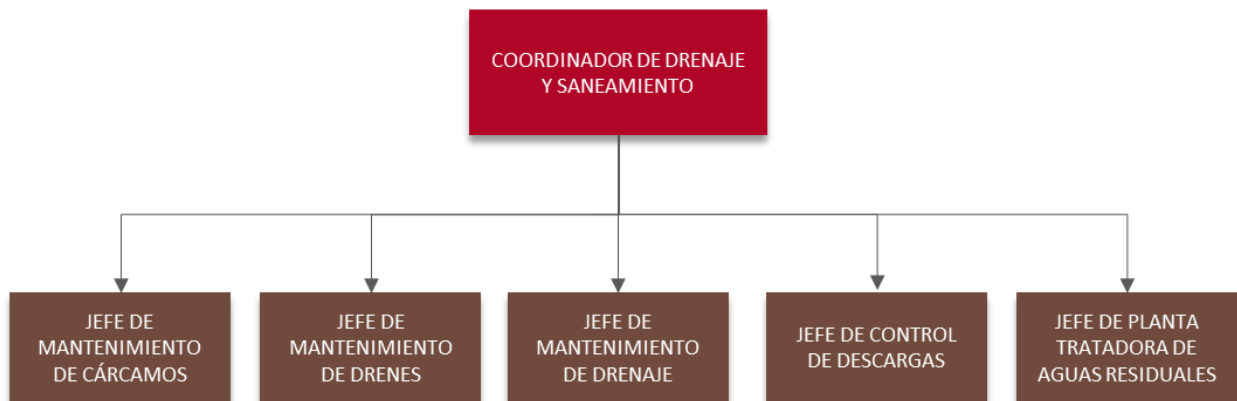 COORDINADOR DE DRENAJE
Y SANEAMIENTO
JEFE DE
MANTENIMIENTO
DE CÁRCAMOS
JEFE DE
MANTENIMIENTO
DE DRENES
JEFE DE
MANTENIMIENTO
DE DRENAJE
JEFE DE CONTROL
DE DESCARGAS
JEFE DE PLANTA
TRATADORA DE
AGUAS RESIDUALES